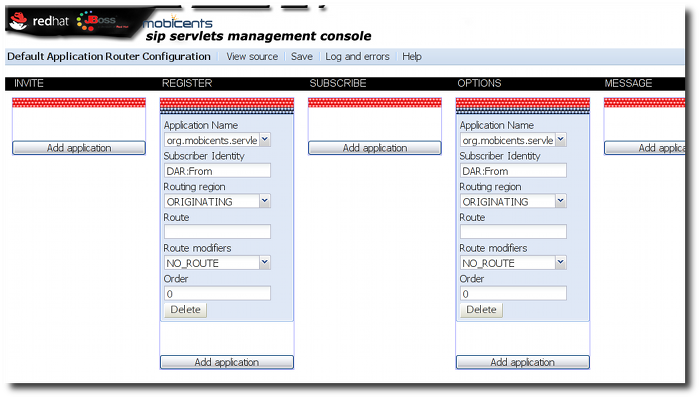 redhat JBoss mobicents
sip servlets management console
Default Application Router Configuration View source Save Log and errors Help
INVITE REGISTER SUBSCRIBE OPTIONS MESSAGE
Application Name Application Name
Add application org.mobicents.servle Add application org.mobicents.servle Add applica
Subscriber Identity Subscriber Identity
DAR:From DAR:From
Routing region Routing region
ORIGINATING ORIGINATING
Route Route
Route modifiers Route modifiers
NO_ROUTE NO_ROUTE
Order Order
0 0
Delete Delete
Add application Add application